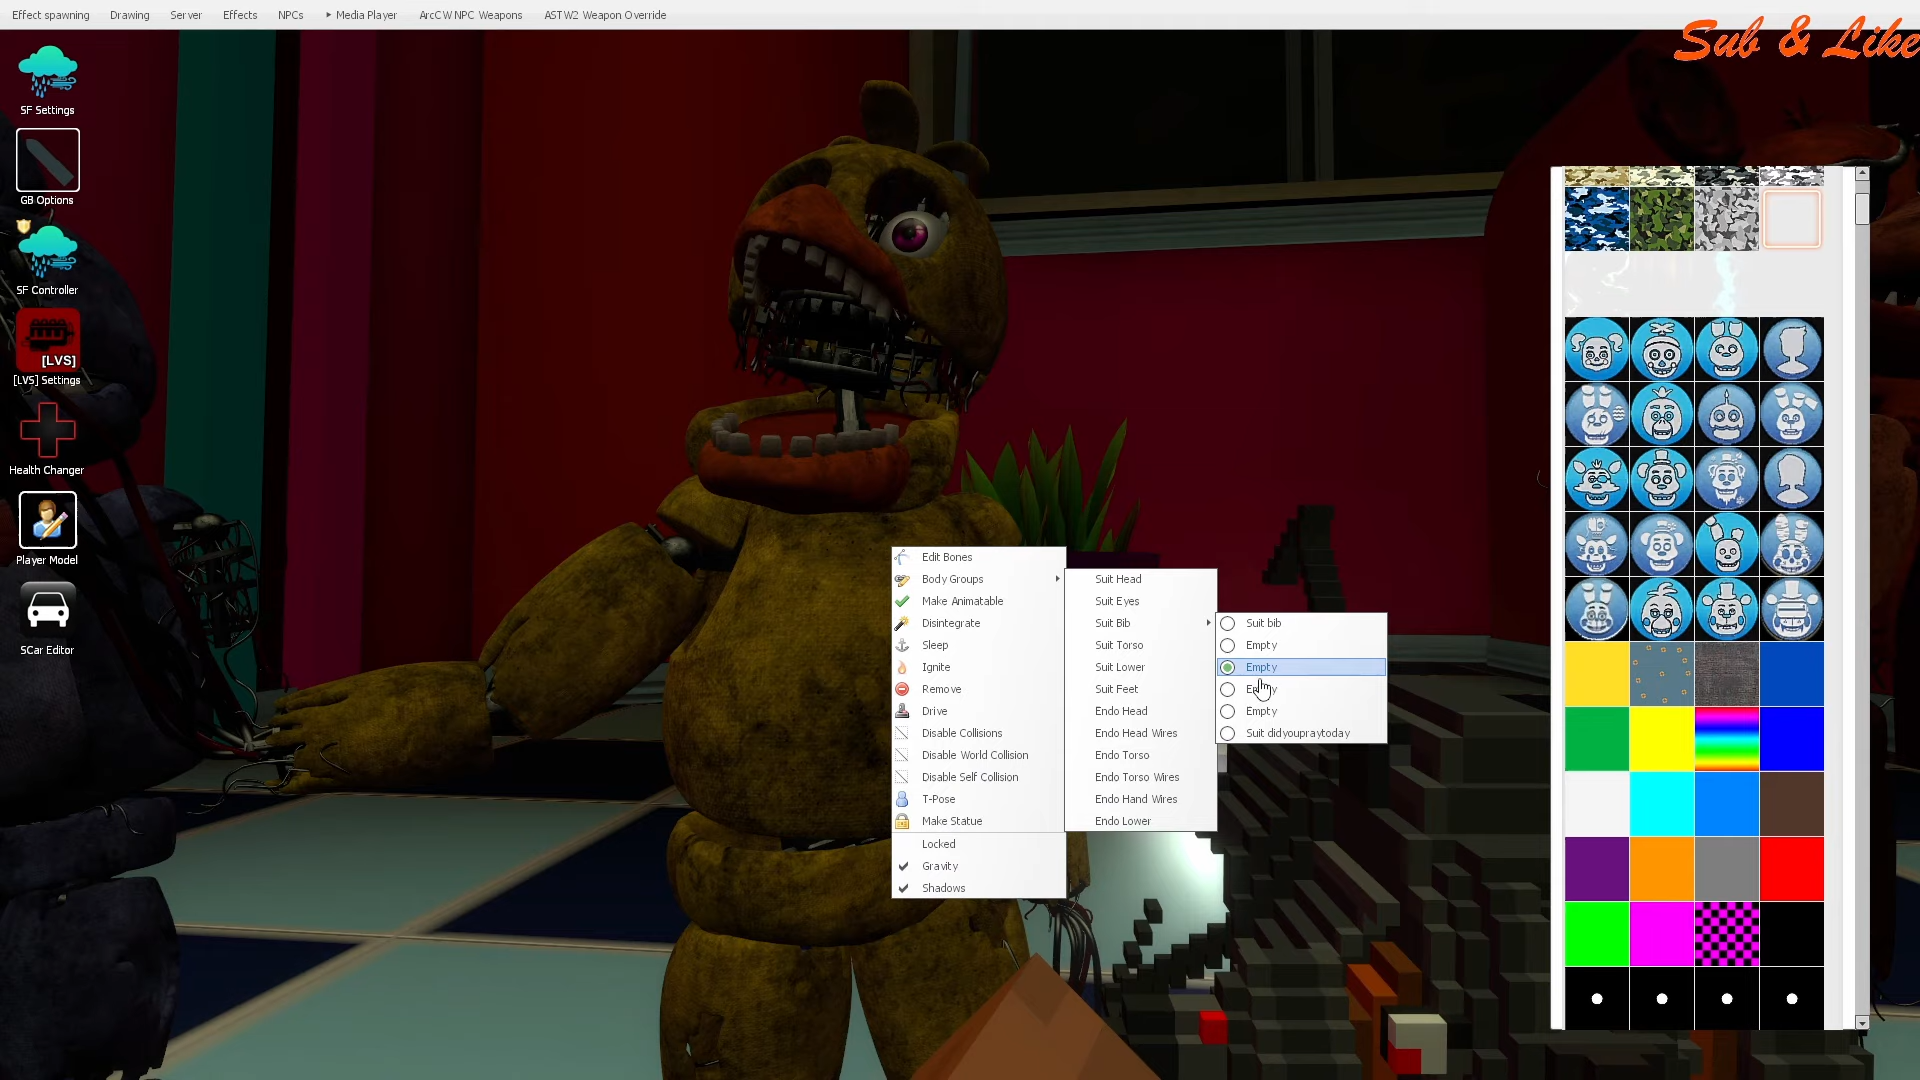 Effect spawning Drawing Server Effects NPCs Media Player ArcCW NPC Weapons ASTW2 Weapon Override
Sub & Like
SF Settings
GB Options
SF Controller
[LVS]
[LVS] Settings
Health Changer
Player Model
SCar Editor
Edit Bones
Body Groups
Make Animatable
Disintegrate
Sleep
Ignite
Remove
Drive
Disable Collisions
Disable World Collision
Disable Self Collision
T-Pose
Make Statue
Locked
Gravity
Shadows
Suit Head
Suit Eyes
Suit Bib
Suit Torso
Suit Lower
Suit Feet
Endo Head
Endo Head Wires
Endo Torso
Endo Torso Wires
Endo Hand Wires
Endo Lower
Suit bib
Empty
Empty
Empty
Empty
Suit didyoupraytoday